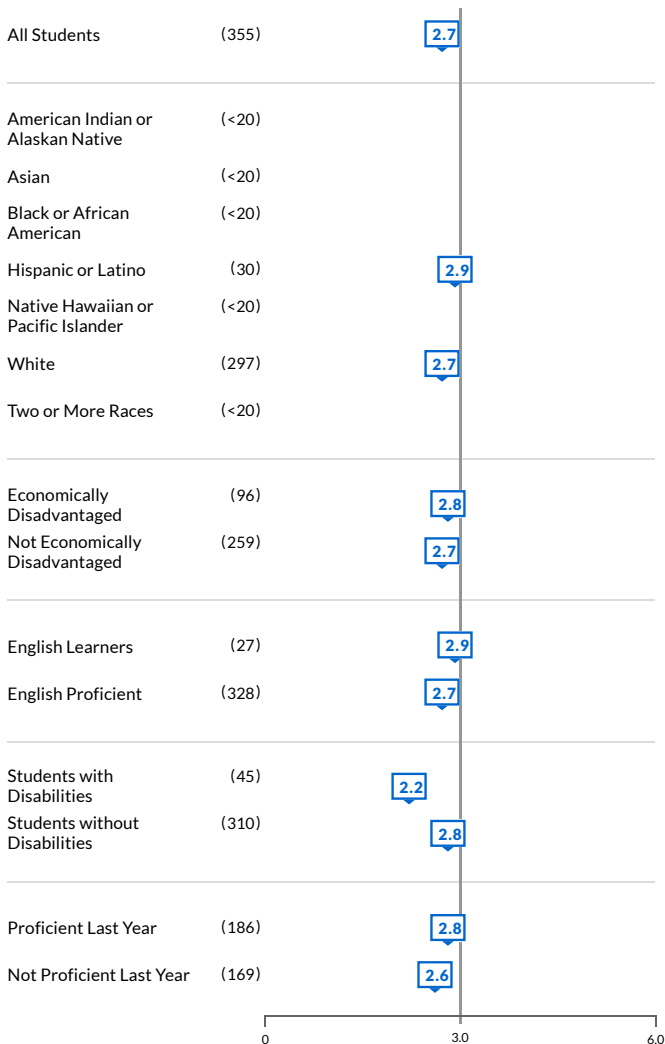 All Students (355) 2.7
American Indian or (<20)
Alaskan Native
Asian (<20)
Black or African (<20)
American
Hispanic or Latino (30) 2.9
Native Hawaiian or (<20)
Pacific Islander
White (297) 2.7
Two or More Races (<20)
Economically (96) 2.8
Disadvantaged
Not Economically (259) 2.7
Disadvantaged
English Learners (27) 2.9
English Proficient (328) 2.7
Students with (45) 2.2
Disabilities
Students without (310) 2.8
Disabilities
Proficient Last Year (186) 2.8
Not Proficient Last Year (169) 2.6
0 3.0 6.0